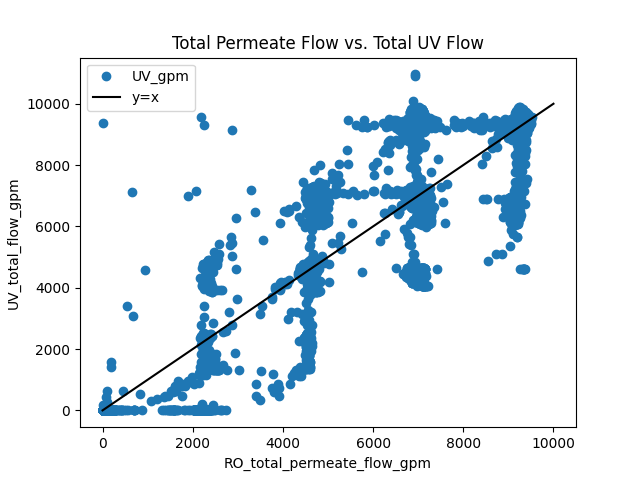 Total Permeate Flow vs. Total UV Flow
UV_gpm
y=x
10000
8000
6000
4000
2000
0
UV_total_flow_gpm
0 2000 4000 6000 8000 10000
RO_total_permeate_flow_gpm